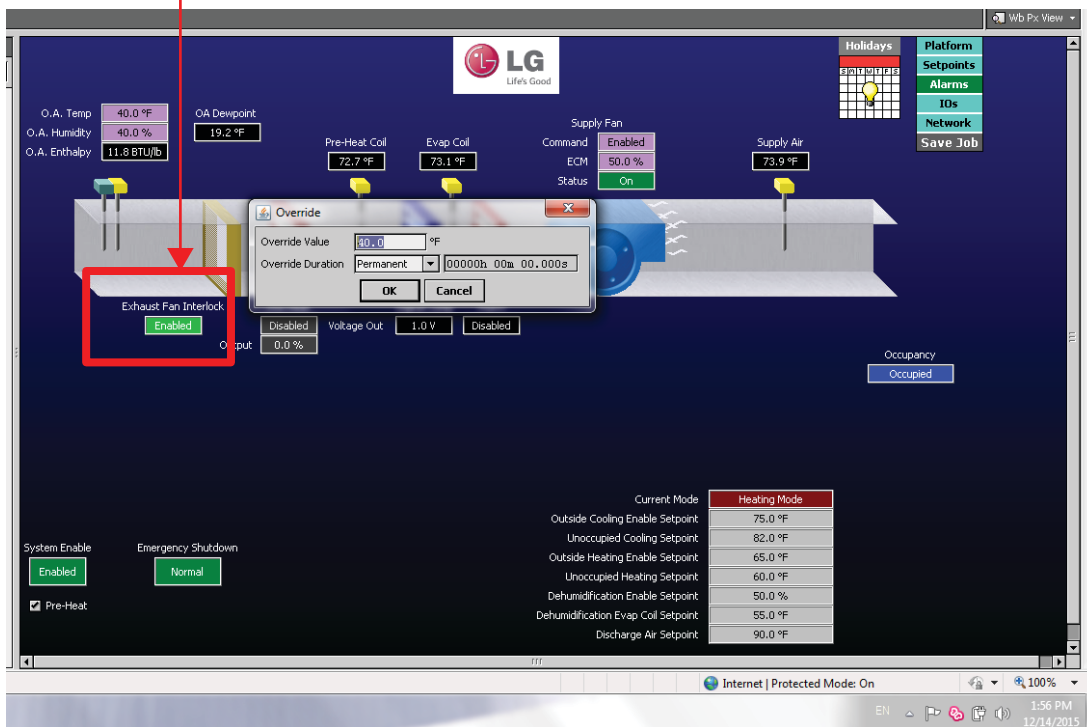 Wb Px View
LG
Life's Good
Holidays
S M T W T F S
Platform
Setpoints
Alarms
IOs
Network
Save Job
O.A. Temp 40.0 °F
O.A. Humidity 40.0 %
O.A. Enthalpy 11.8 BTU/lb
OA Dewpoint
19.2 °F
Pre-Heat Coil
72.7 °F
Evap Coil
73.1 °F
Supply Fan
Command Enabled
ECM 50.0 %
Status On
Supply Air
73.9 °F
Override
Override Value 40.0 °F
Override Duration Permanent 00000h 00m 00.000s
OK Cancel
Exhaust Fan Interlock
Enabled
Disabled Voltage Out 1.0 V Disabled
Output 0.0 %
Occupancy
Occupied
Current Mode Heating Mode
Outside Cooling Enable Setpoint 75.0 °F
Unoccupied Cooling Setpoint 82.0 °F
Outside Heating Enable Setpoint 65.0 °F
Unoccupied Heating Setpoint 60.0 °F
Dehumidification Enable Setpoint 50.0 %
Dehumidification Evap Coil Setpoint 55.0 °F
Discharge Air Setpoint 90.0 °F
System Enable
Enabled
Emergency Shutdown
Normal
Pre-Heat
Internet | Protected Mode: On 100%
EN 1:56 PM
12/14/2015